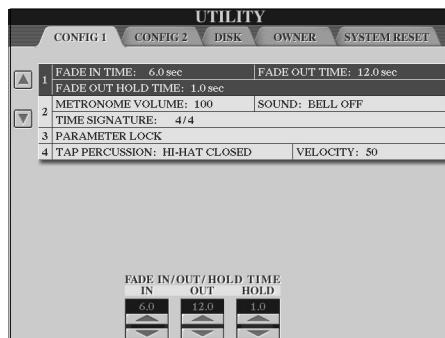 UTILITY
CONFIG 1 CONFIG 2 DISK OWNER SYSTEM RESET
1 FADE IN TIME: 6.0 sec FADE OUT TIME: 12.0 sec
FADE OUT HOLD TIME: 1.0 sec
2 METRONOME VOLUME: 100 SOUND: BELL OFF
TIME SIGNATURE: 4/4
3 PARAMETER LOCK
4 TAP PERCUSSION: HI-HAT CLOSED VELOCITY: 50
FADE IN/OUT/HOLD TIME
IN OUT HOLD
6.0 12.0 1.0